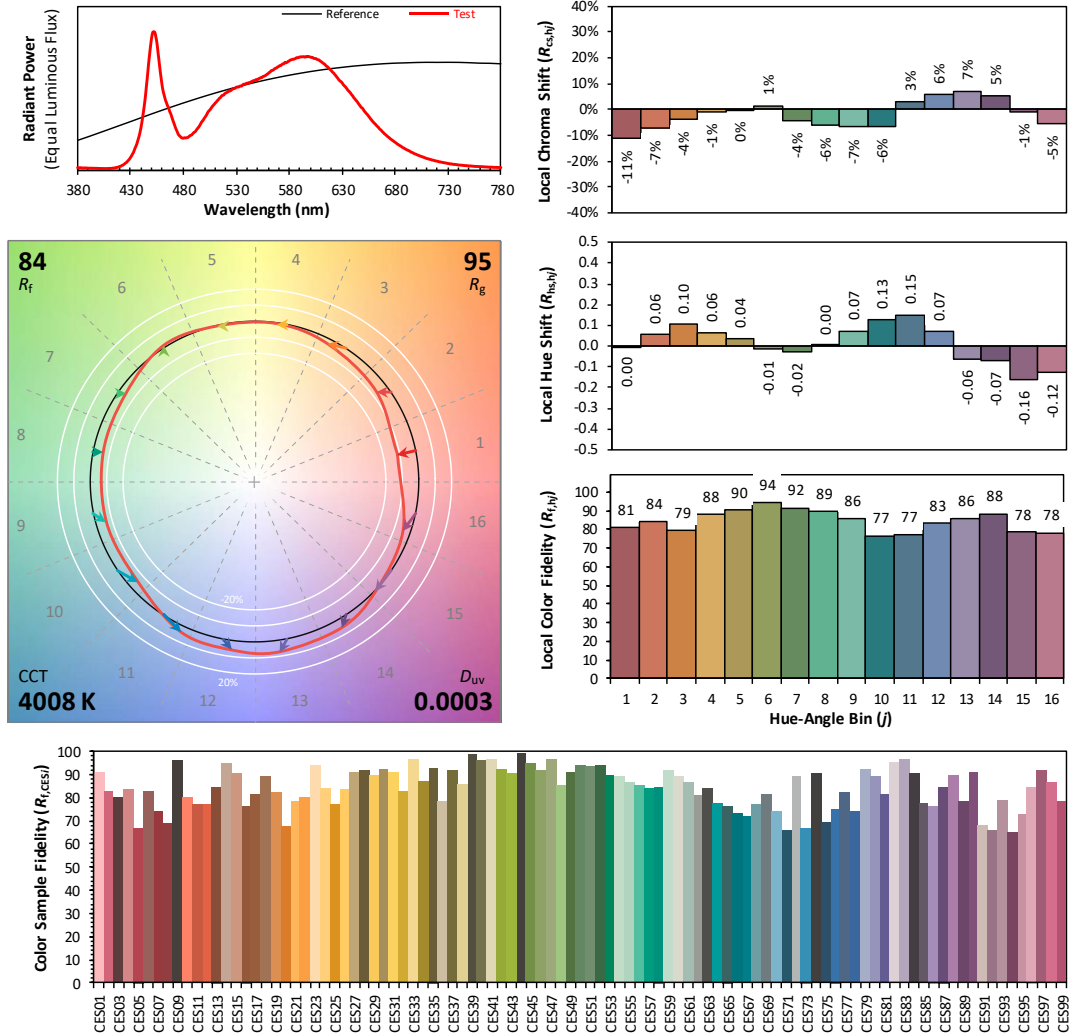 Reference
Test
Radiant Power
(Equal Luminous Flux)
380 430 480 530 580 630 680 730 780
Wavelength (nm)
Local Chroma Shift (Rcs,hj)
40%
30%
20%
10%
0%
-10%
-20%
-30%
-40%
-11% -7% -4% -1% 0% 1% -4% -6% -7% -6% 3% 6% 7% 5% -1% -5%
84
Rf
95
Rg
5 4
6 3
7 2
8 1
9 16
10 15
11 14
12 13
-20%
20%
CCT
4008 K
Duv
0.0003
Local Hue Shift (Rhs,hj)
0.5
0.4
0.3
0.2
0.1
0.0
-0.1
-0.2
-0.3
-0.4
-0.5
0.00 0.06 0.10 0.06 0.04 -0.01 -0.02 0.00 0.07 0.13 0.15 0.07 -0.06 -0.07 -0.16 -0.12
Local Color Fidelity (Rf,hj)
100
90
80
70
60
50
40
30
20
10
0
81 84 79 88 90 94 92 89 86 77 77 83 86 88 78 78
1 2 3 4 5 6 7 8 9 10 11 12 13 14 15 16
Hue-Angle Bin (j)
Color Sample Fidelity (Rf,CESi)
100
90
80
70
60
50
40
30
20
10
0
CES01 CES03 CES05 CES07 CES09 CES11 CES13 CES15 CES17 CES19 CES21 CES23 CES25 CES27 CES29 CES31 CES33 CES35 CES37 CES39 CES41 CES43 CES45 CES47 CES49 CES51 CES53 CES55 CES57 CES59 CES61 CES63 CES65 CES67 CES69 CES71 CES73 CES75 CES77 CES79 CES81 CES83 CES85 CES87 CES89 CES91 CES93 CES95 CES97 CES99